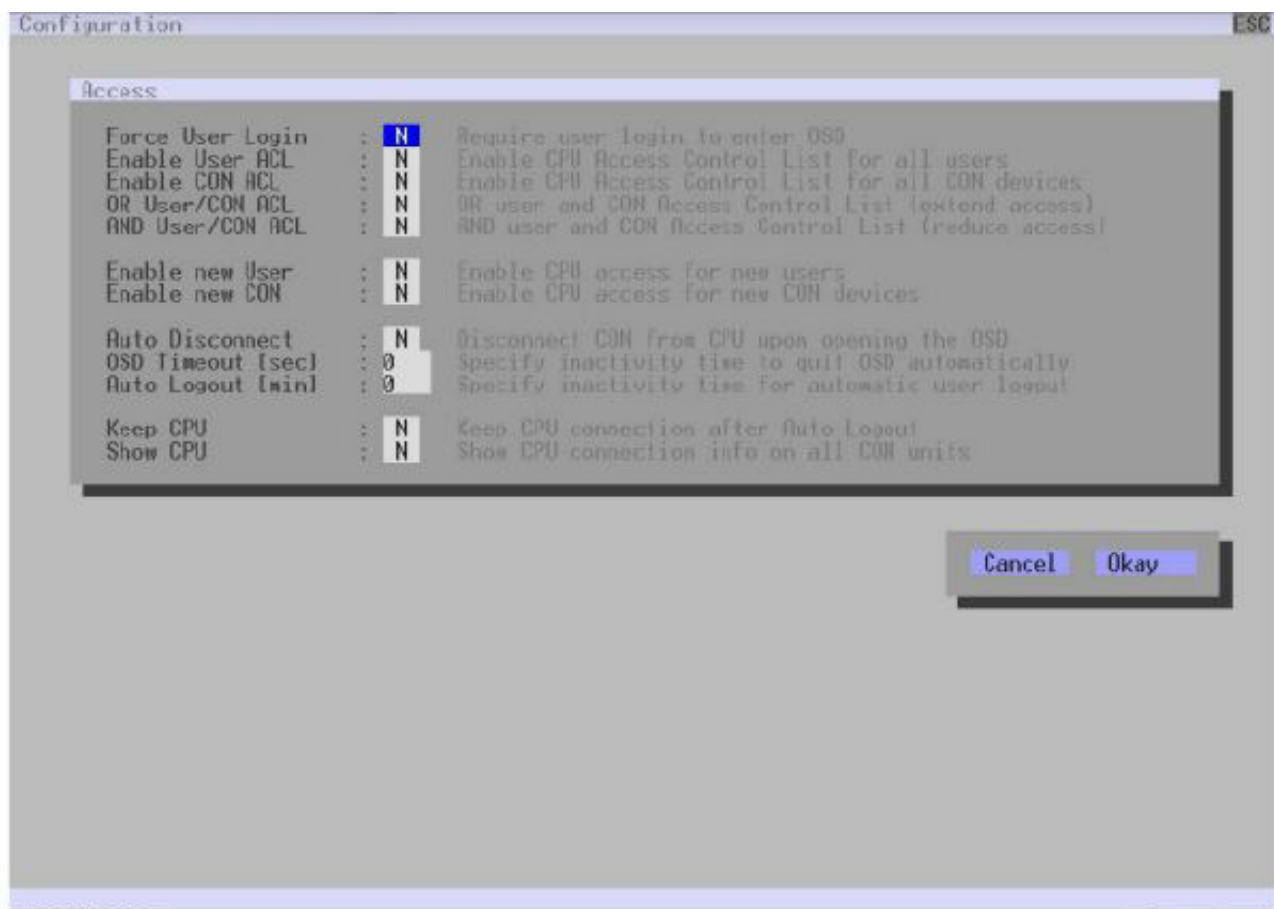 Configuration ESC
Access
Force User Login : N Require user login to enter OSD
Enable User ACL : N Enable CPU Access Control List for all users
Enable CON ACL : N Enable CPU Access Control List for all CON devices
OR User/CON ACL : N OR user and CON Access Control List (extend access)
AND User/CON ACL : N AND user and CON Access Control List (reduce access)
Enable new User : N Enable CPU access for new users
Enable new CON : N Enable CPU access for new CON devices
Auto Disconnect : N Disconnect CON from CPU upon opening the OSD
OSD Timeout [sec] : 0 Specify inactivity time to quit OSD automatically
Auto Logout [min] : 0 Specify inactivity time for automatic user logout
Keep CPU : N Keep CPU connection after Auto Logout
Show CPU : N Show CPU connection info on all CON units
Cancel Okay